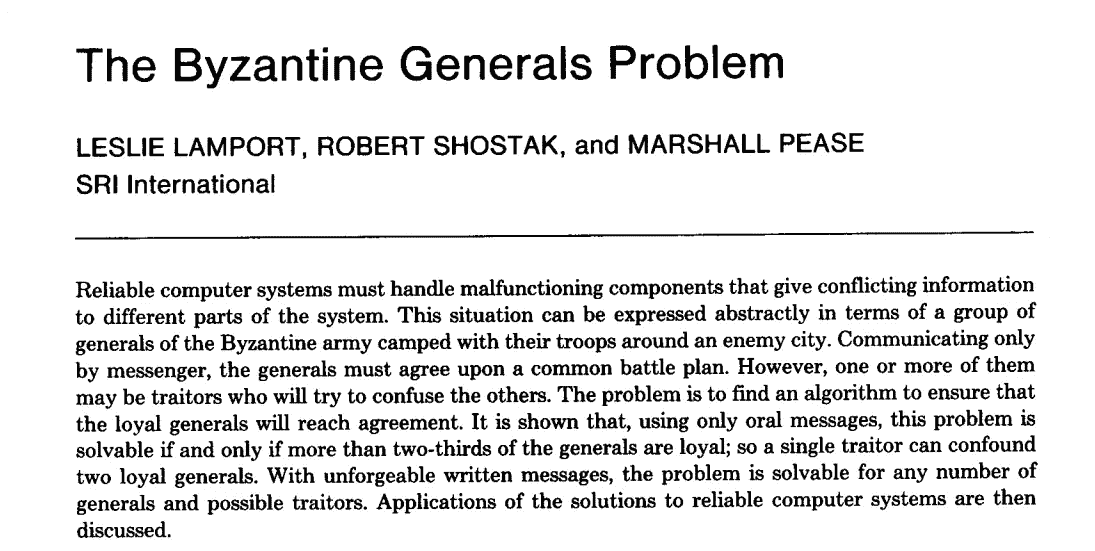 The Byzantine Generals Problem
LESLIE LAMPORT, ROBERT SHOSTAK, and MARSHALL PEASE
SRI International
Reliable computer systems must handle malfunctioning components that give conflicting information
to different parts of the system. This situation can be expressed abstractly in terms of a group of
generals of the Byzantine army camped with their troops around an enemy city. Communicating only
by messenger, the generals must agree upon a common battle plan. However, one or more of them
may be traitors who will try to confuse the others. The problem is to find an algorithm to ensure that
the loyal generals will reach agreement. It is shown that, using only oral messages, this problem is
solvable if and only if more than two-thirds of the generals are loyal; so a single traitor can confound
two loyal generals. With unforgeable written messages, the problem is solvable for any number of
generals and possible traitors. Applications of the solutions to reliable computer systems are then
discussed.